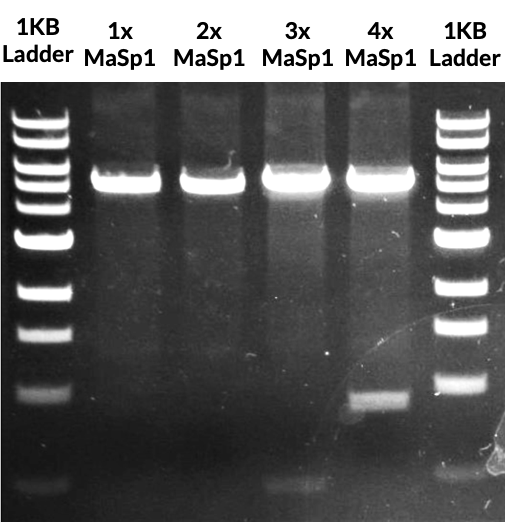 1KB Ladder
1x MaSp1
2x MaSp1
3x MaSp1
4x MaSp1
1KB Ladder